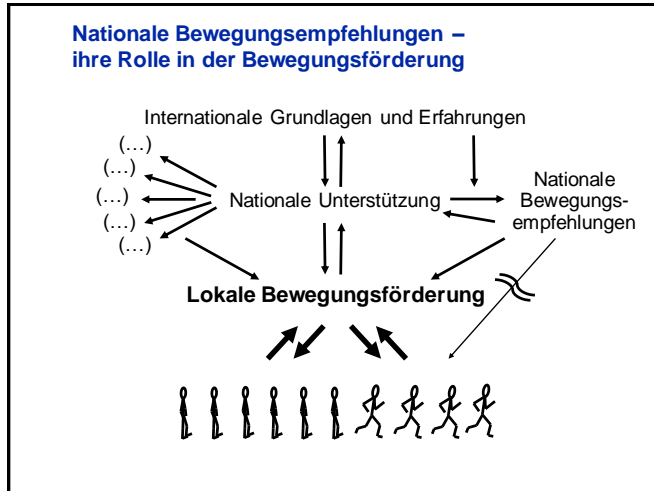 Nationale Bewegungsempfehlungen –
ihre Rolle in der Bewegungsförderung
Internationale Grundlagen und Erfahrungen
(…)
(…)
(…)
(…)
(…)
Nationale Unterstützung
Nationale
Bewegungs-
empfehlungen
Lokale Bewegungsförderung